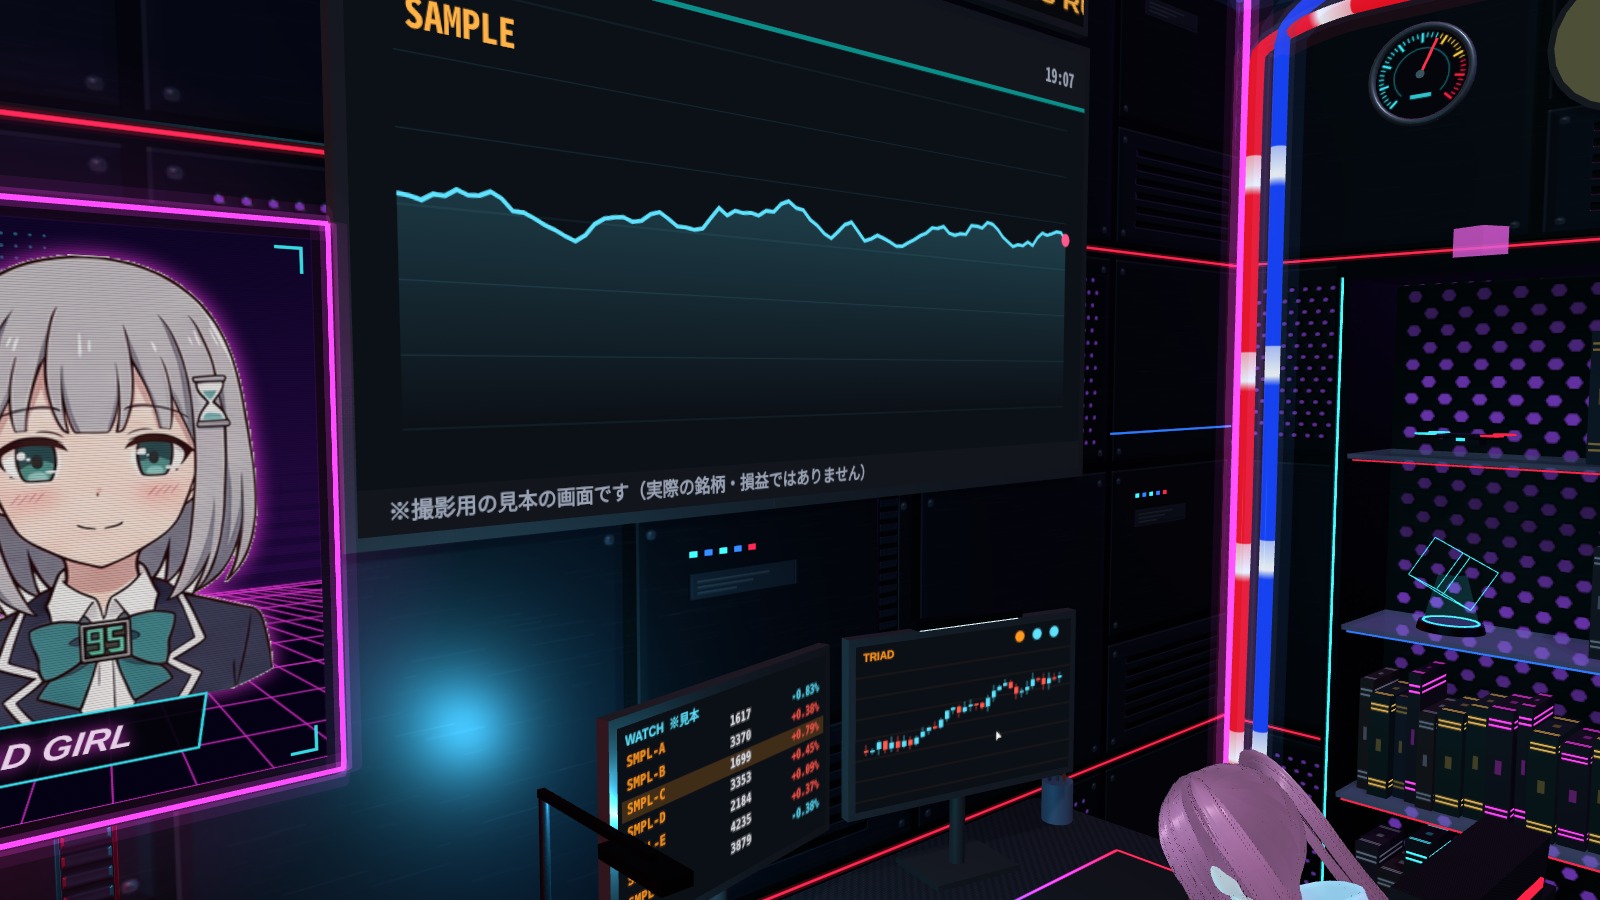 SAMPLE
19:07
※撮影用の見本の画面です（実際の銘柄・損益ではありません）
95
D GIRL
WATCH ※見本
SMPL-A 1617 -0.83%
SMPL-B 3370 +0.38%
SMPL-C 1699 +0.79%
SMPL-D 3353 +0.45%
-E 2184 +0.09%
4235 +0.37%
3879 -0.38%
TRIAD